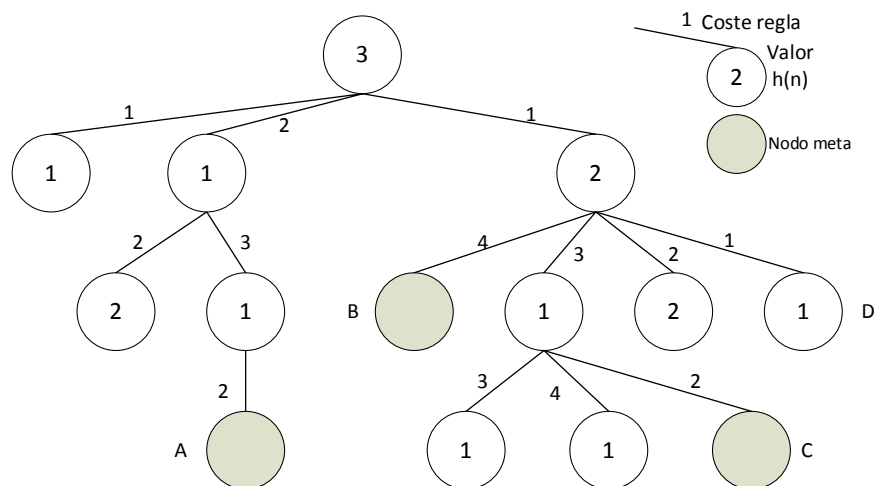 1 Coste regla
3
Valor
2 h(n)
1 2 1
Nodo meta
1 1 2
2 3 4 3 2 1
2 1 B 1 2 1 D
2 3 4 2
A 1 1 C